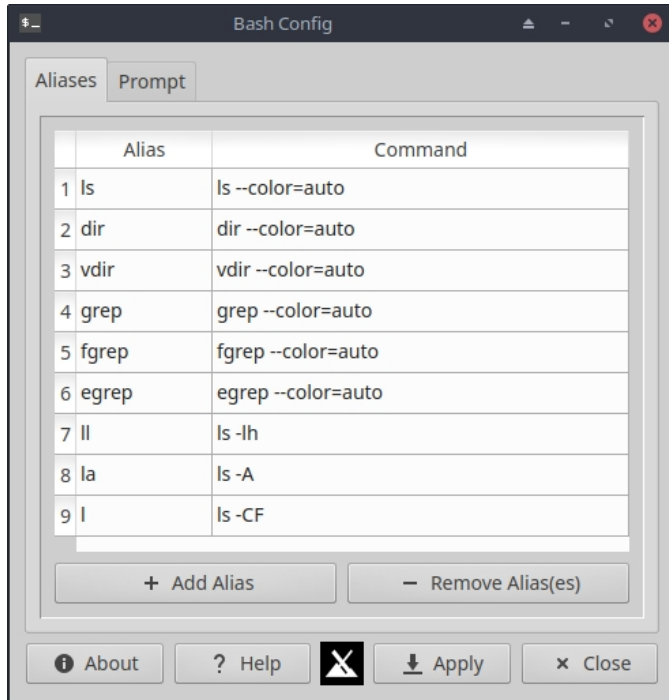 $_ Bash Config
Aliases Prompt
Alias Command
1 ls ls --color=auto
2 dir dir --color=auto
3 vdir vdir --color=auto
4 grep grep --color=auto
5 fgrep fgrep --color=auto
6 egrep egrep --color=auto
7 ll ls -lh
8 la ls -A
9 l ls -CF
+ Add Alias − Remove Alias(es)
About ? Help Apply × Close